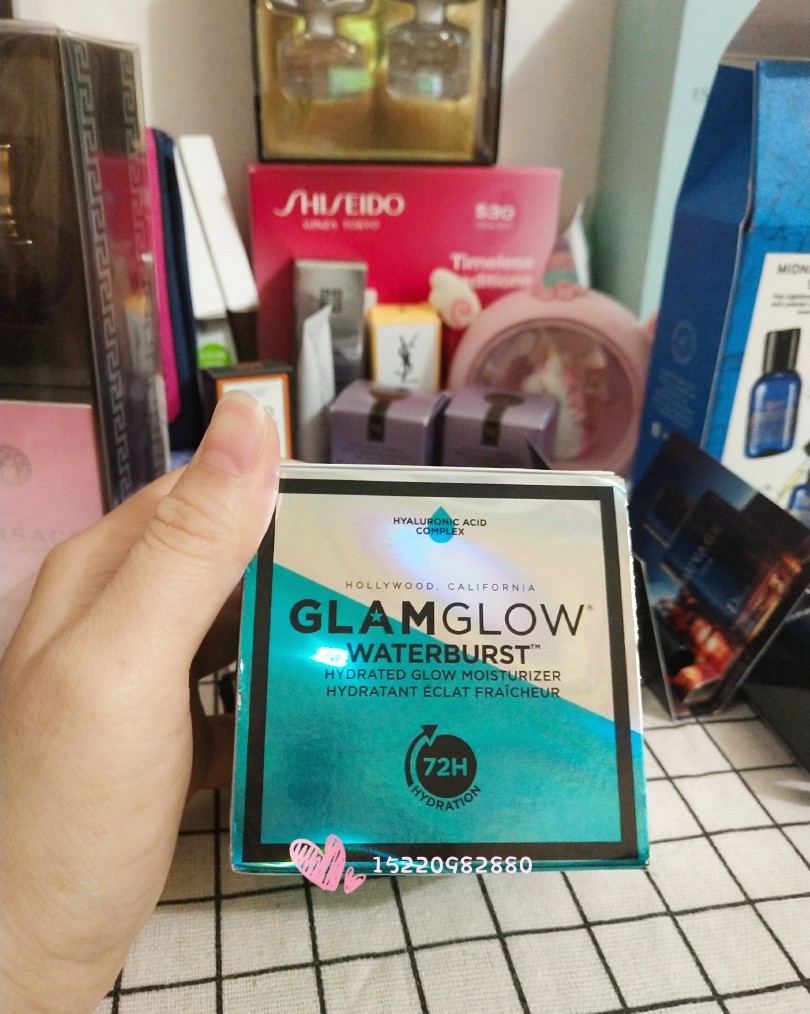 SHISEIDO
GINZA TOKYO
$30
Timeless
HYALURONIC ACID
COMPLEX
HOLLYWOOD, CALIFORNIA
GLAMGLOW®
WATERBURST™
HYDRATED GLOW MOISTURIZER
HYDRATANT ÉCLAT FRAÎCHEUR
72H
HYDRATION
15220982880